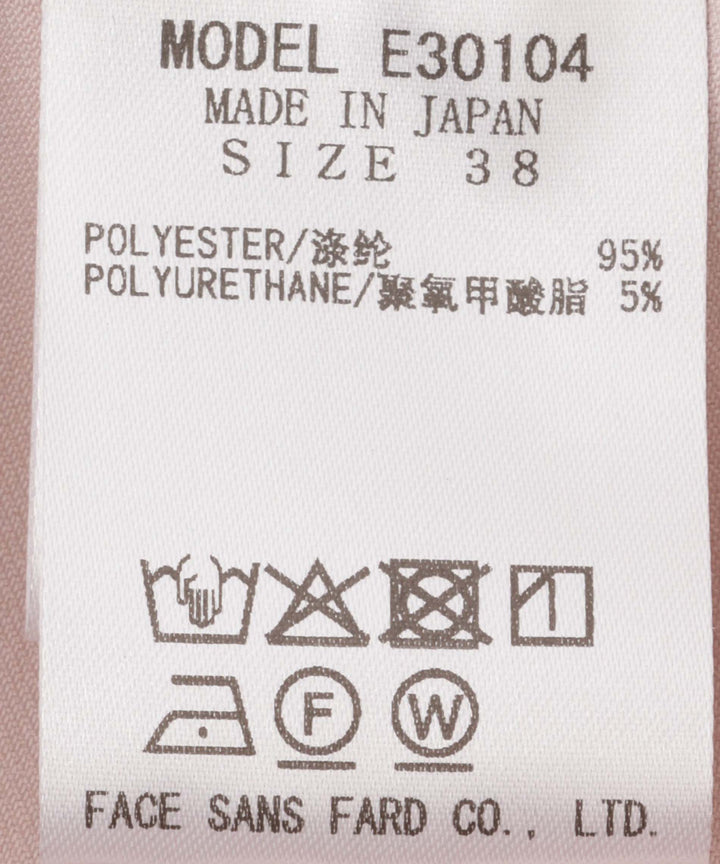 MODEL E30104
MADE IN JAPAN
SIZE 38
POLYESTER/涤纶 95%
POLYURETHANE/聚氨甲酸脂 5%
F W
FACE SANS FARD CO., LTD.